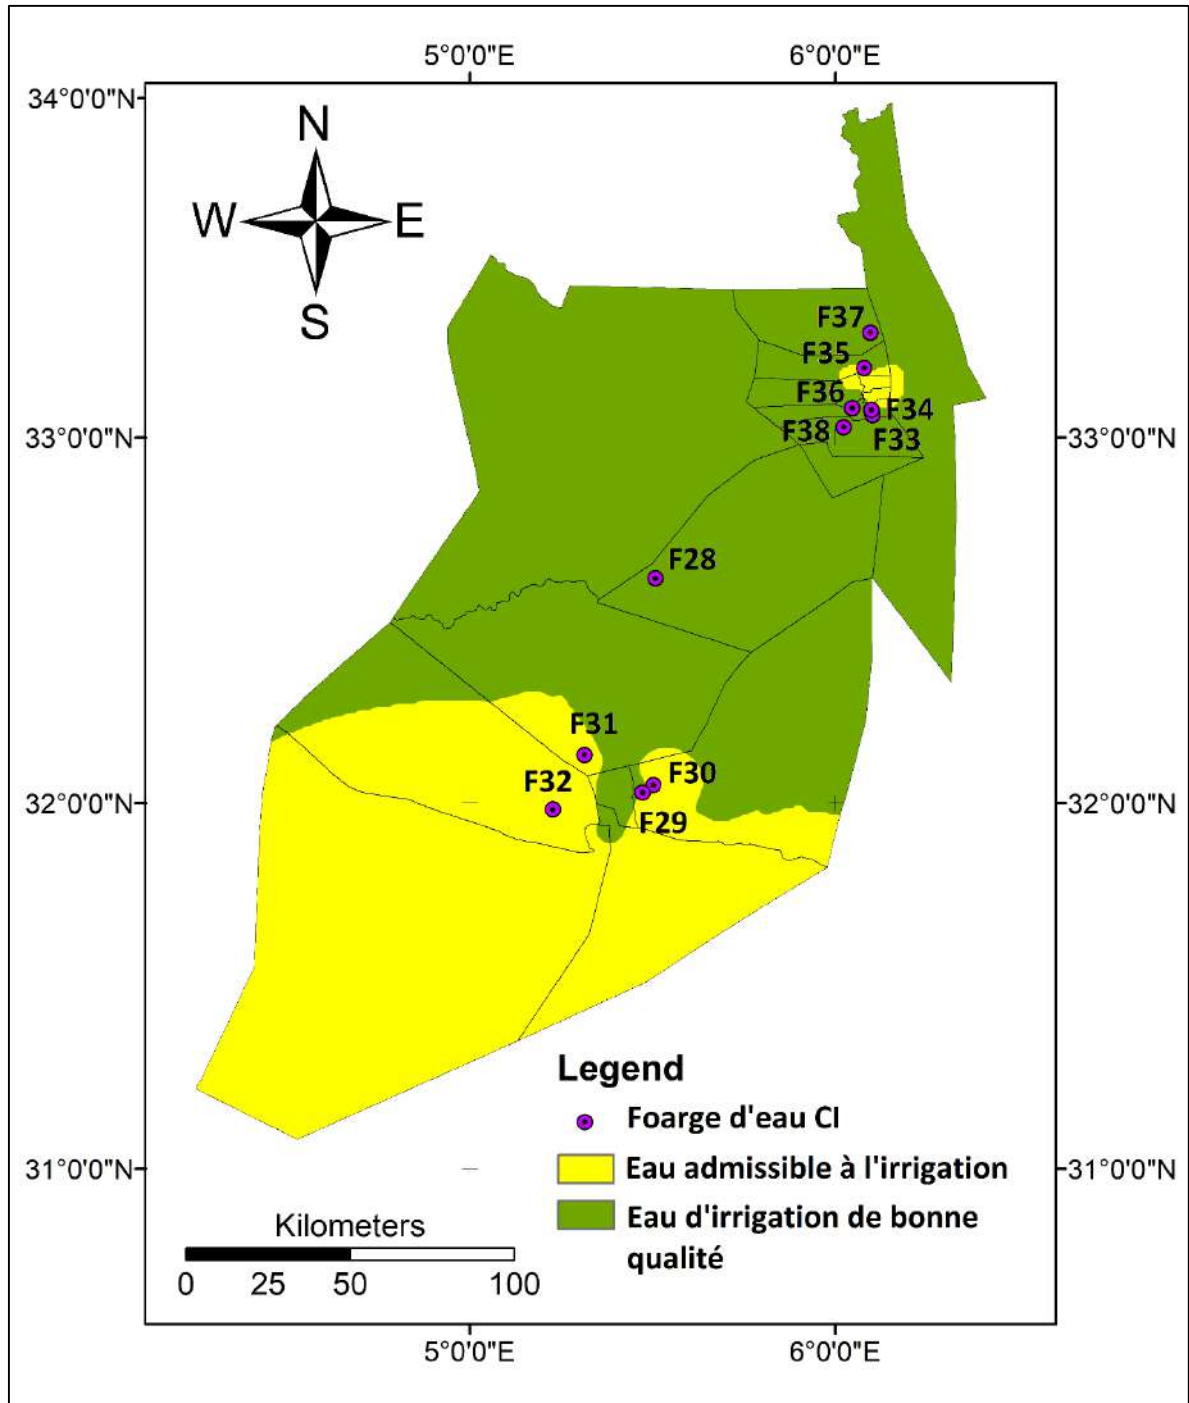 5°0'0"E 6°0'0"E
34°0'0"N
N
W E
S
F37
F35
F36
F34
F38
F33
33°0'0"N 33°0'0"N
F28
F31
F30
F32
32°0'0"N 32°0'0"N
F29
Legend
Foarge d'eau CI
Eau admissible à l'irrigation
31°0'0"N 31°0'0"N
Eau d'irrigation de bonne
qualité
Kilometers
0 25 50 100
5°0'0"E 6°0'0"E